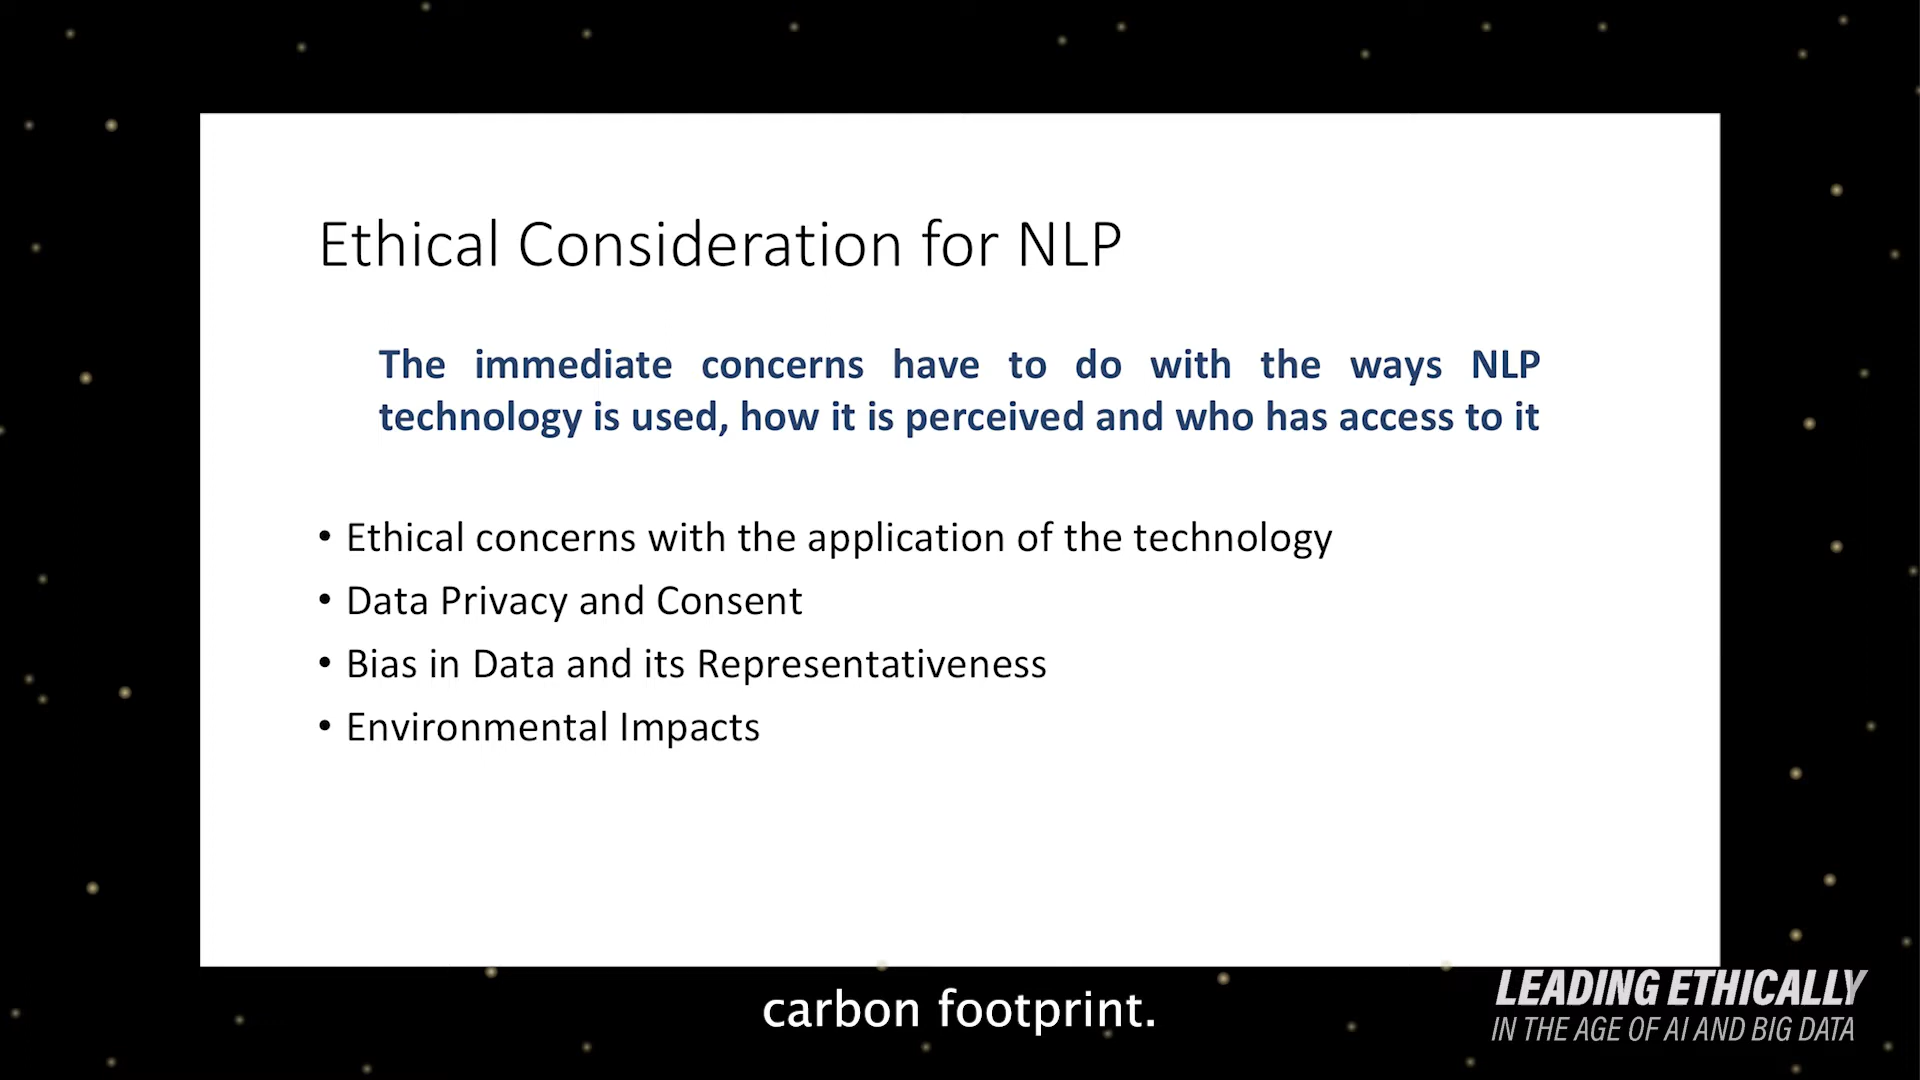 Ethical Consideration for NLP
The immediate concerns have to do with the ways NLP
technology is used, how it is perceived and who has access to it
• Ethical concerns with the application of the technology
• Data Privacy and Consent
• Bias in Data and its Representativeness
• Environmental Impacts
carbon footprint.
LEADING ETHICALLY
IN THE AGE OF AI AND BIG DATA